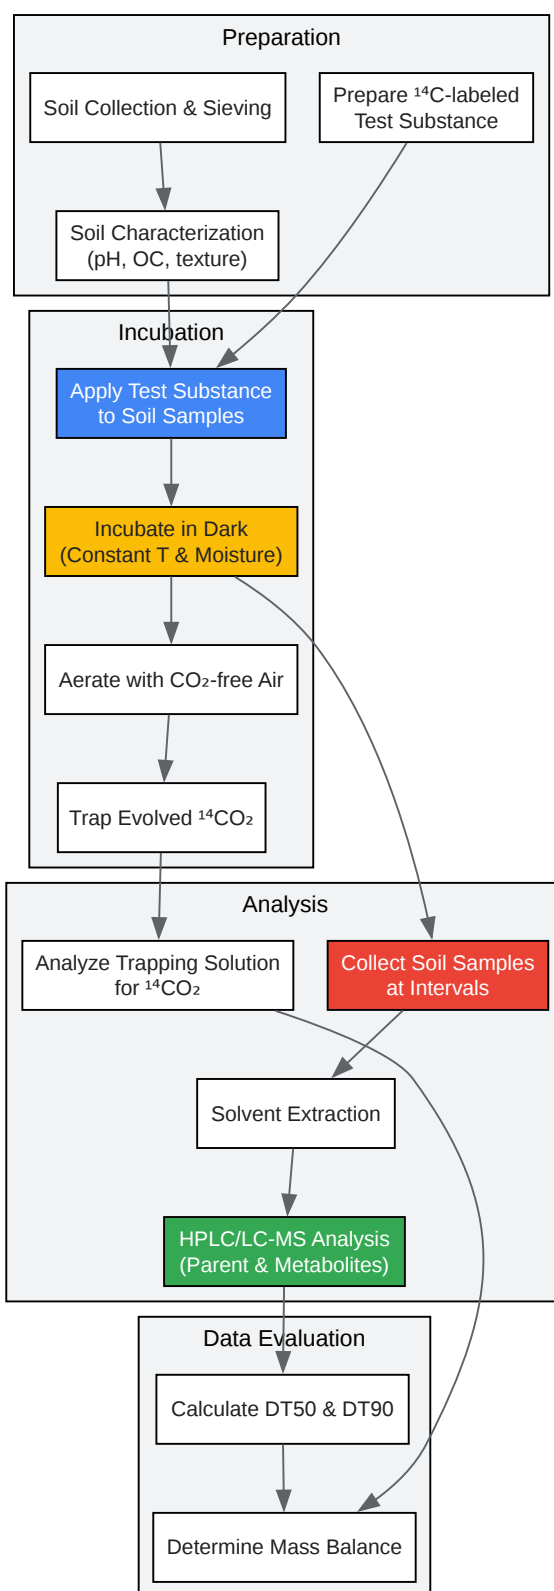 Preparation
Soil Collection & Sieving
Prepare ¹⁴C-labeled
Test Substance
Soil Characterization
(pH, OC, texture)
Incubation
Apply Test Substance
to Soil Samples
Incubate in Dark
(Constant T & Moisture)
Aerate with CO₂-free Air
Trap Evolved ¹⁴CO₂
Analysis
Analyze Trapping Solution
for ¹⁴CO₂
Collect Soil Samples
at Intervals
Solvent Extraction
HPLC/LC-MS Analysis
(Parent & Metabolites)
Data Evaluation
Calculate DT50 & DT90
Determine Mass Balance